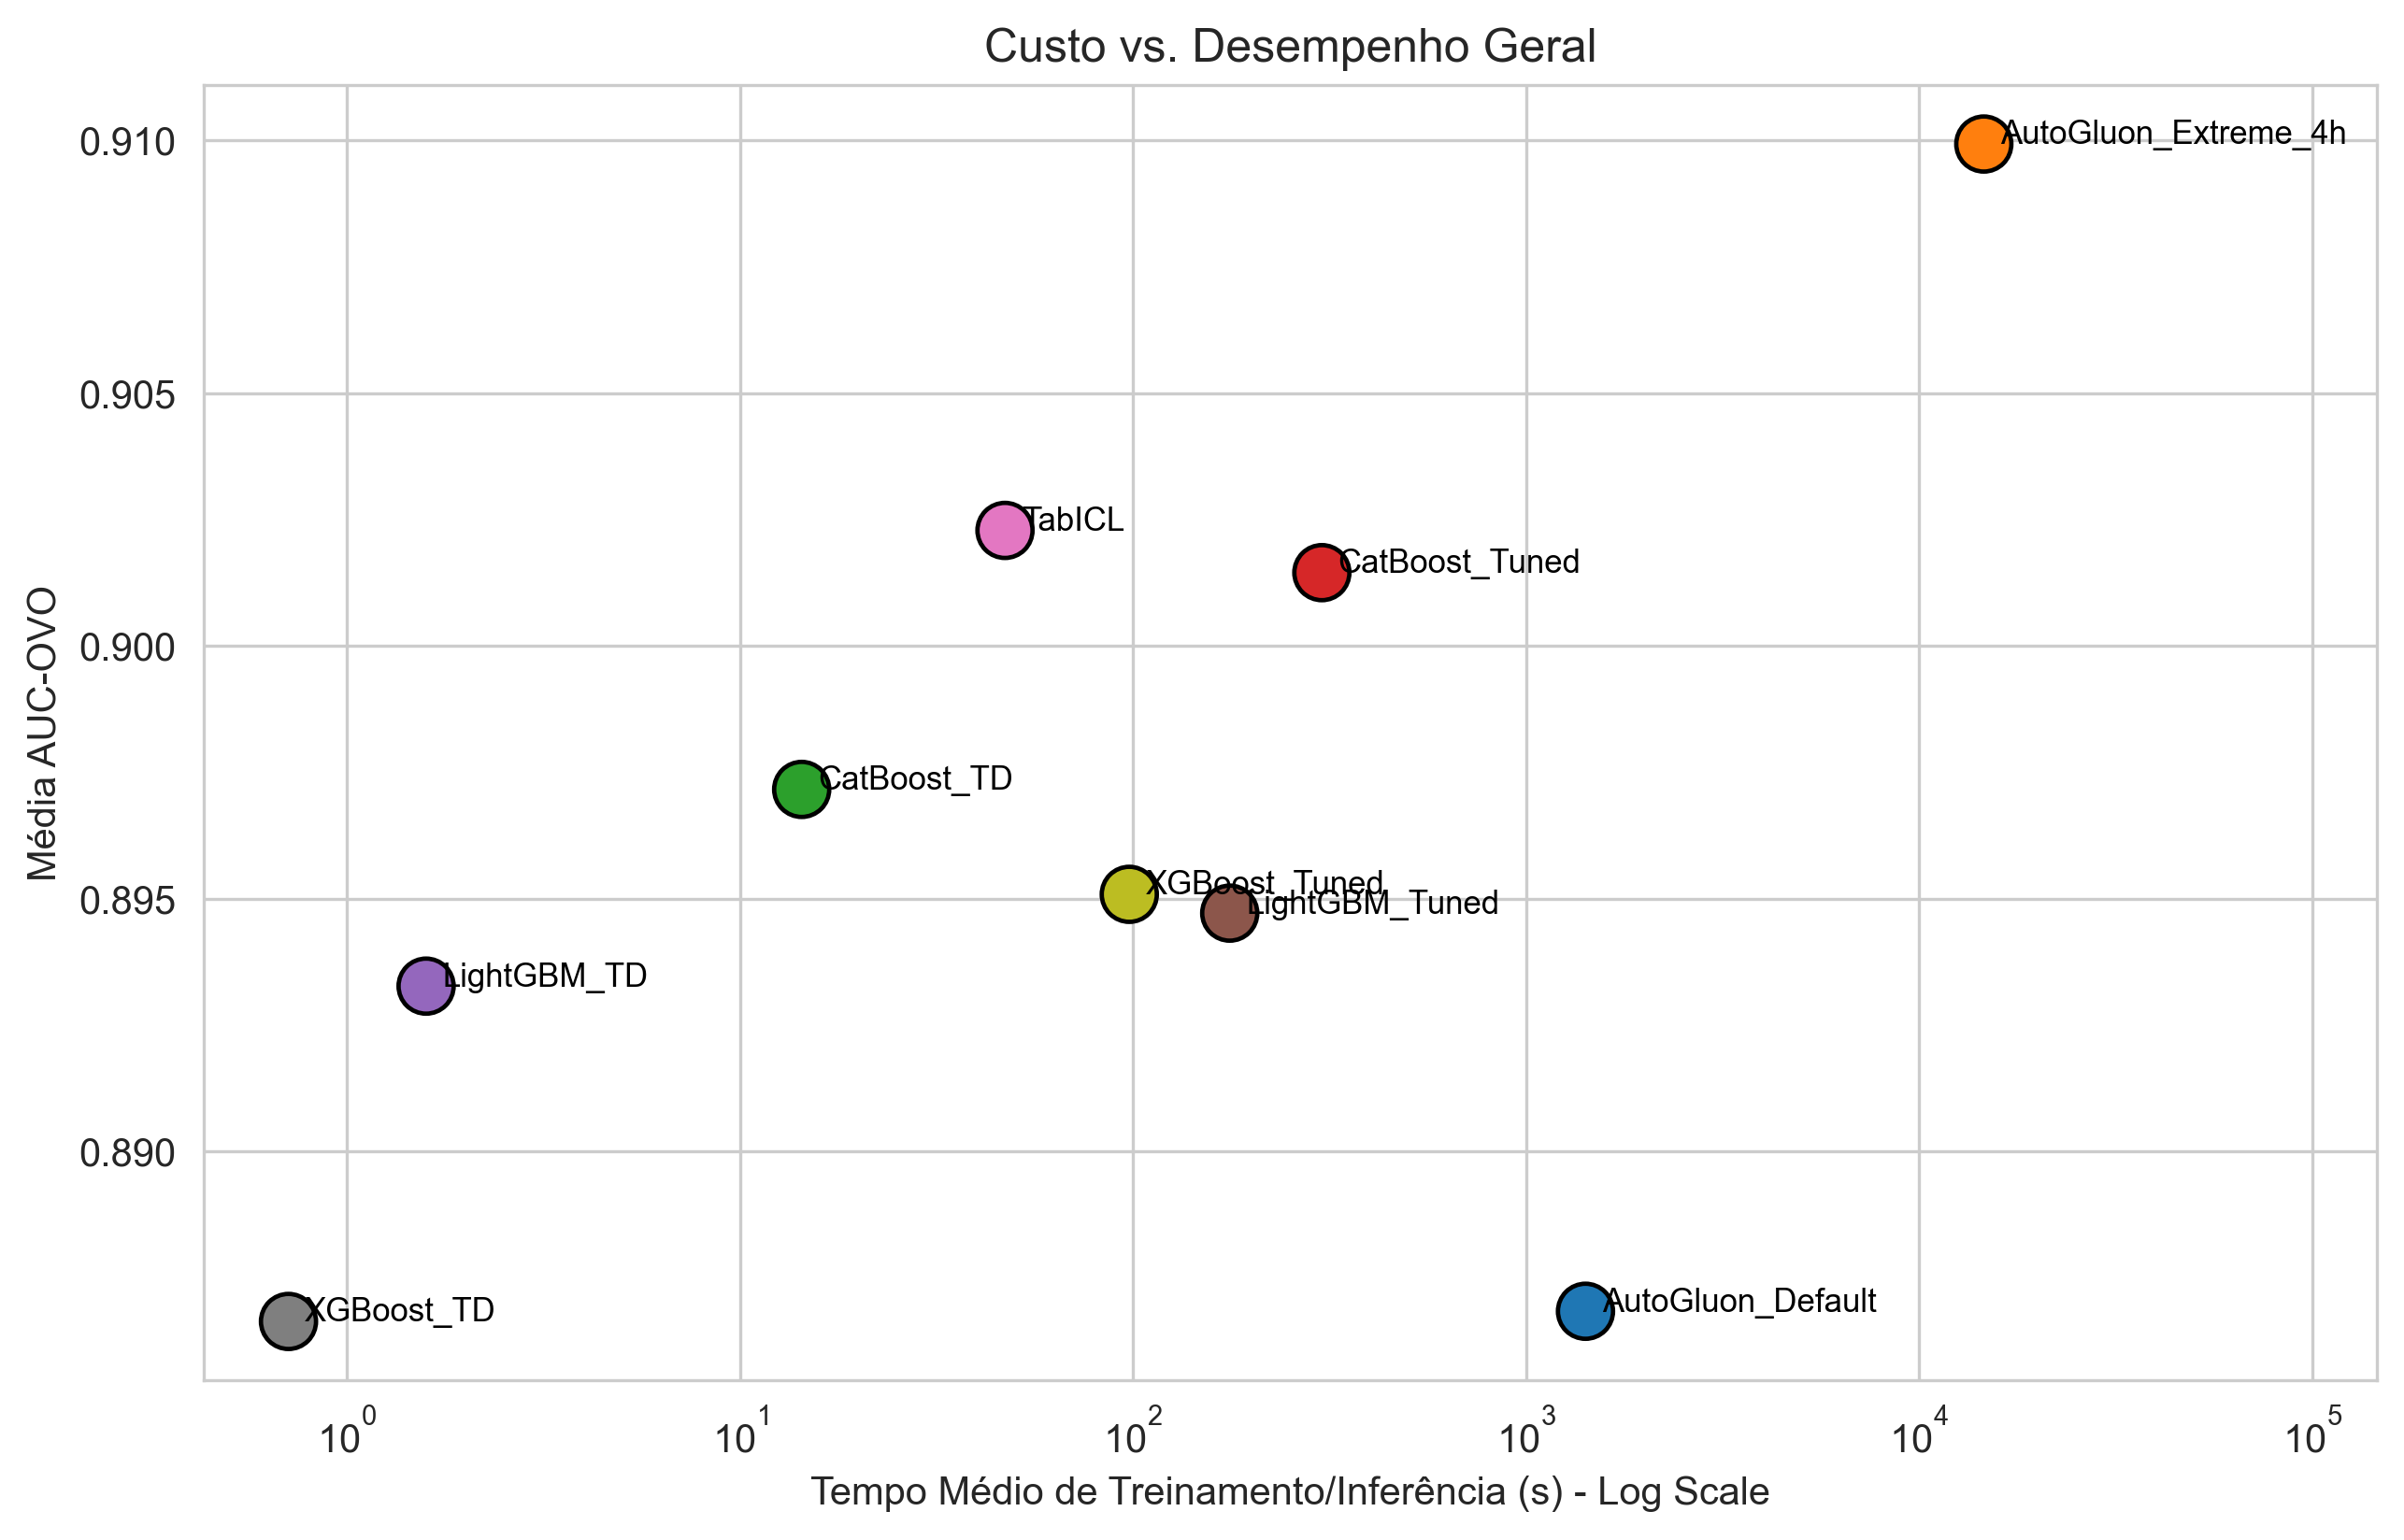 Custo vs. Desempenho Geral
Média AUC-OVO
0.910
0.905
0.900
0.895
0.890
AutoGluon_Extreme_4h
TabICL
CatBoost_Tuned
CatBoost_TD
XGBoost_Tuned
LightGBM_Tuned
LightGBM_TD
XGBoost_TD
AutoGluon_Default
10^0 10^1 10^2 10^3 10^4 10^5
Tempo Médio de Treinamento/Inferência (s) - Log Scale